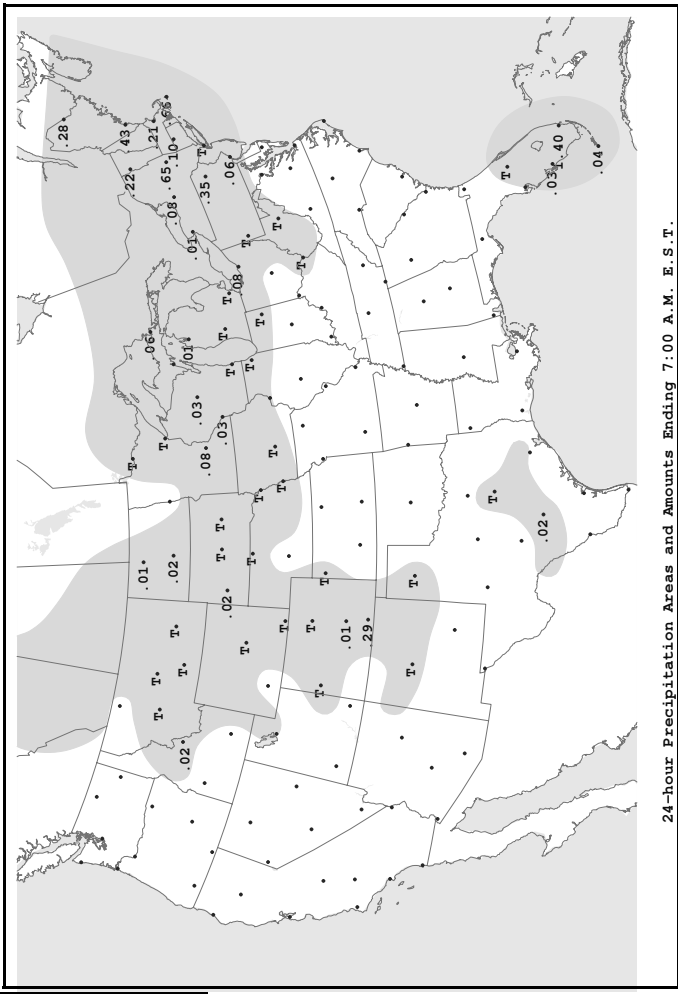 .28
.43
.22
T
.01
.06
.21
T
T
T
.66
.65
.08
.10
.02
T
T
.02
.01
.01
.03
T
.35
.08
T
T
.03
T
.02
T
T
.06
.08
T
T
T
T
T
T
T
T
T
T
T
T
T
T
.01
.29
T
T
T
T
.02
.03
1.40
.04
24-hour Precipitation Areas and Amounts Ending 7:00 A.M. E.S.T.